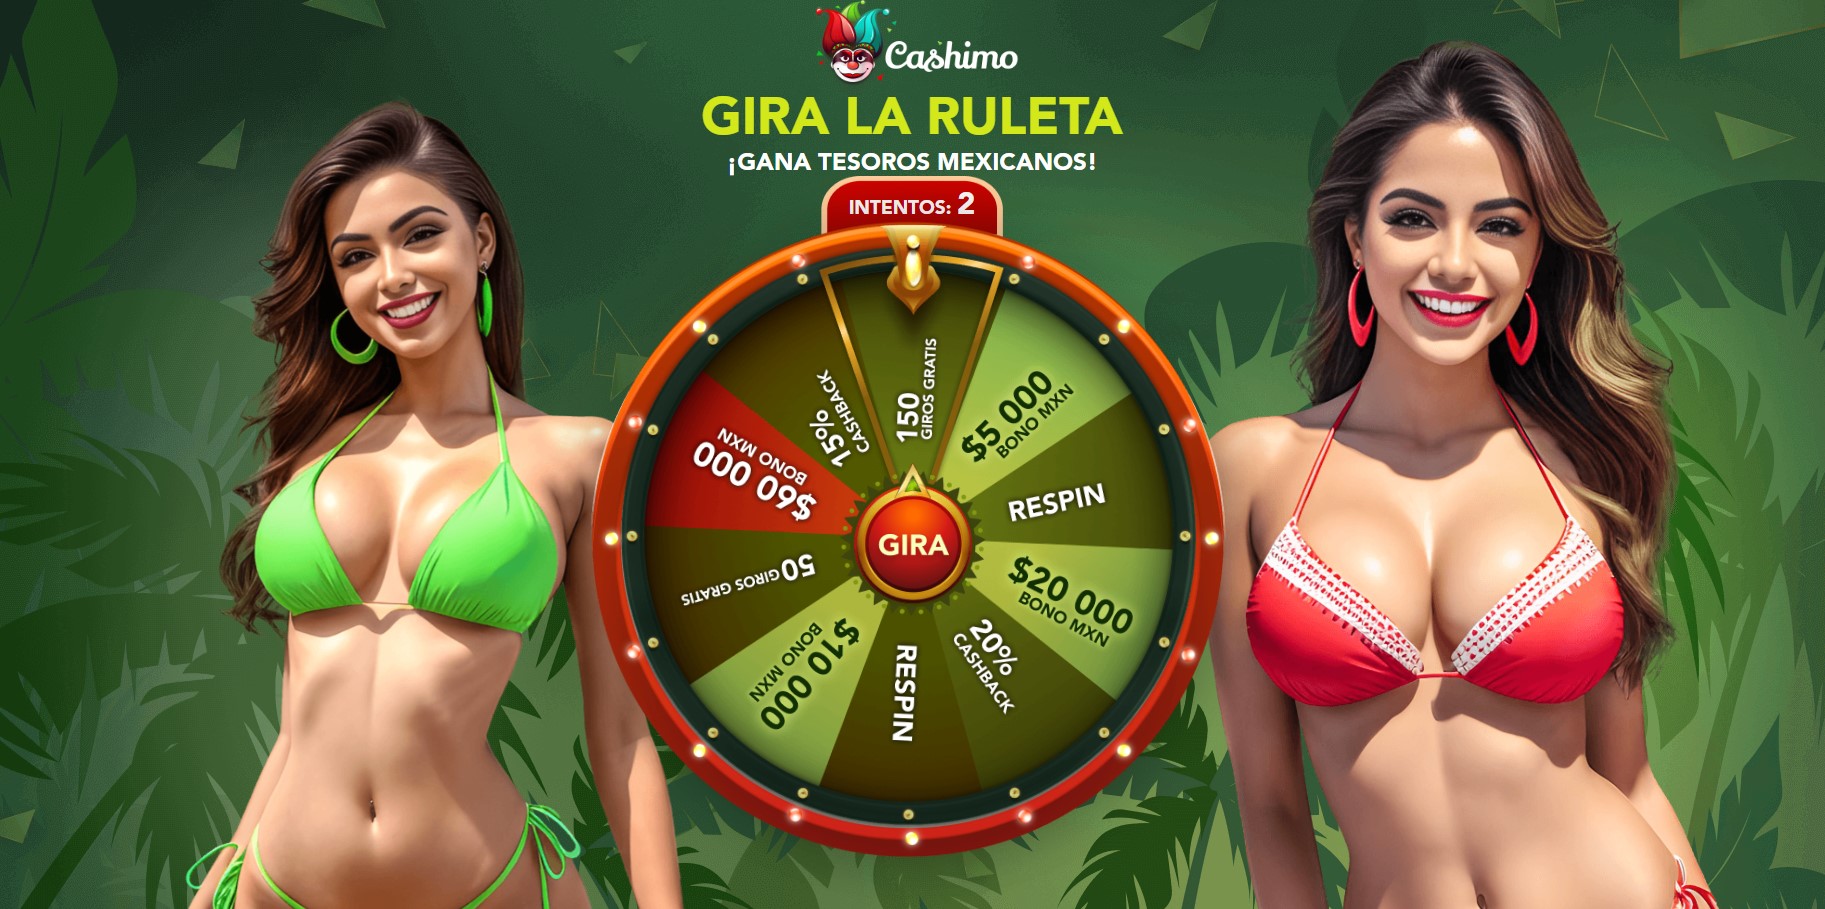 Cashimo
GIRA LA RULETA
¡GANA TESOROS MEXICANOS!
INTENTOS: 2
150
GIROS GRATIS
$5 000
BONO MXN
RESPIN
$20 000
BONO MXN
20%
CASHBACK
RESPIN
$10 000
BONO MXN
50 GIROS GRATIS
$60 000
BONO MXN
15%
CASHBACK
GIRA